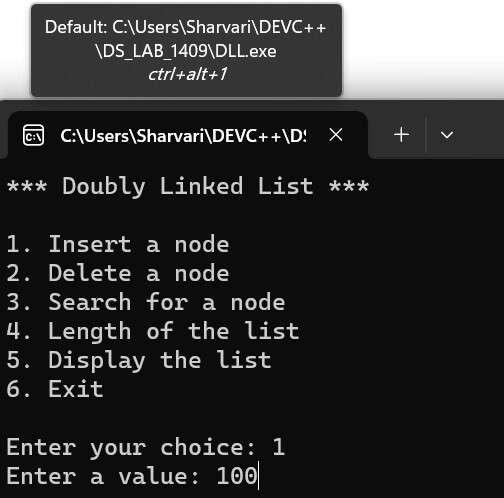 Default: C:\Users\Sharvari\DEVC++
\DS_LAB_1409\DLL.exe
ctrl+alt+1
C:\Users\Sharvari\DEVC++\DS
*** Doubly Linked List ***
1. Insert a node
2. Delete a node
3. Search for a node
4. Length of the list
5. Display the list
6. Exit
Enter your choice: 1
Enter a value: 100